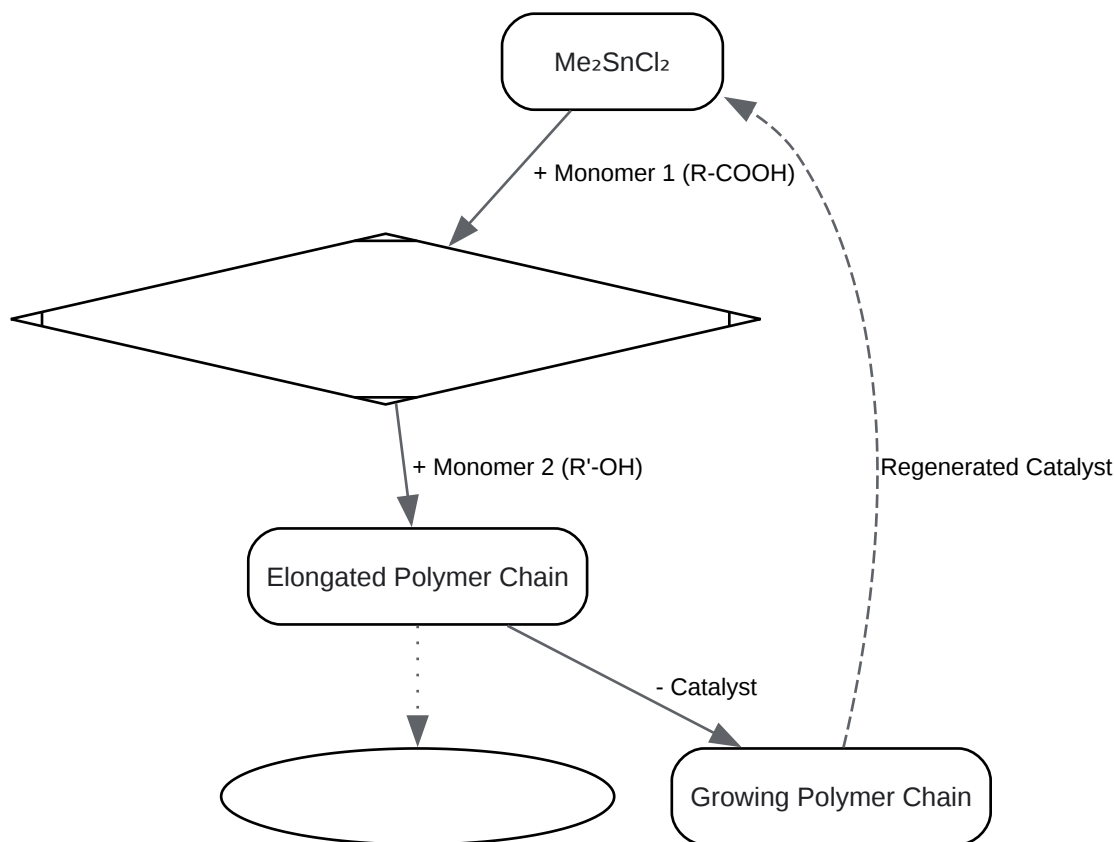 Me₂SnCl₂
+ Monomer 1 (R-COOH)
+ Monomer 2 (R'-OH)
Regenerated Catalyst
Elongated Polymer Chain
- Catalyst
Growing Polymer Chain